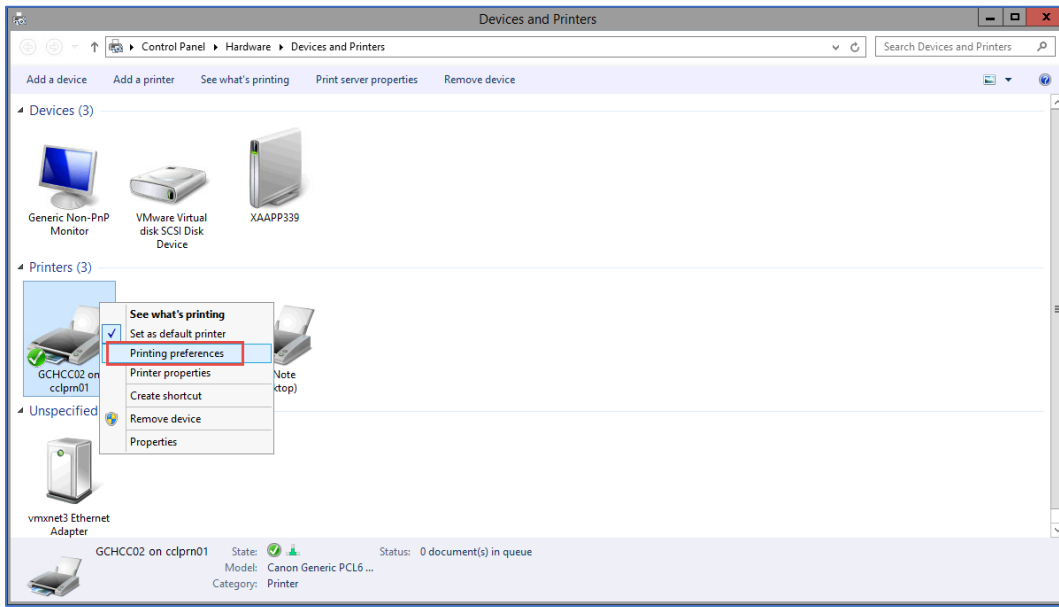 Devices and Printers
Control Panel ▸ Hardware ▸ Devices and Printers
Search Devices and Printers
Add a device Add a printer See what's printing Print server properties Remove device
Devices (3)
Generic Non-PnP
Monitor
VMware Virtual
disk SCSI Disk
Device
XAAPP339
Printers (3)
GCHCC02 on
cclprn01
See what's printing
Set as default printer
Printing preferences
Printer properties
Create shortcut
Remove device
Properties
Note
ktop)
Unspecified
vmxnet3 Ethernet
Adapter
GCHCC02 on cclprn01 State: Status: 0 document(s) in queue
Model: Canon Generic PCL6 ...
Category: Printer